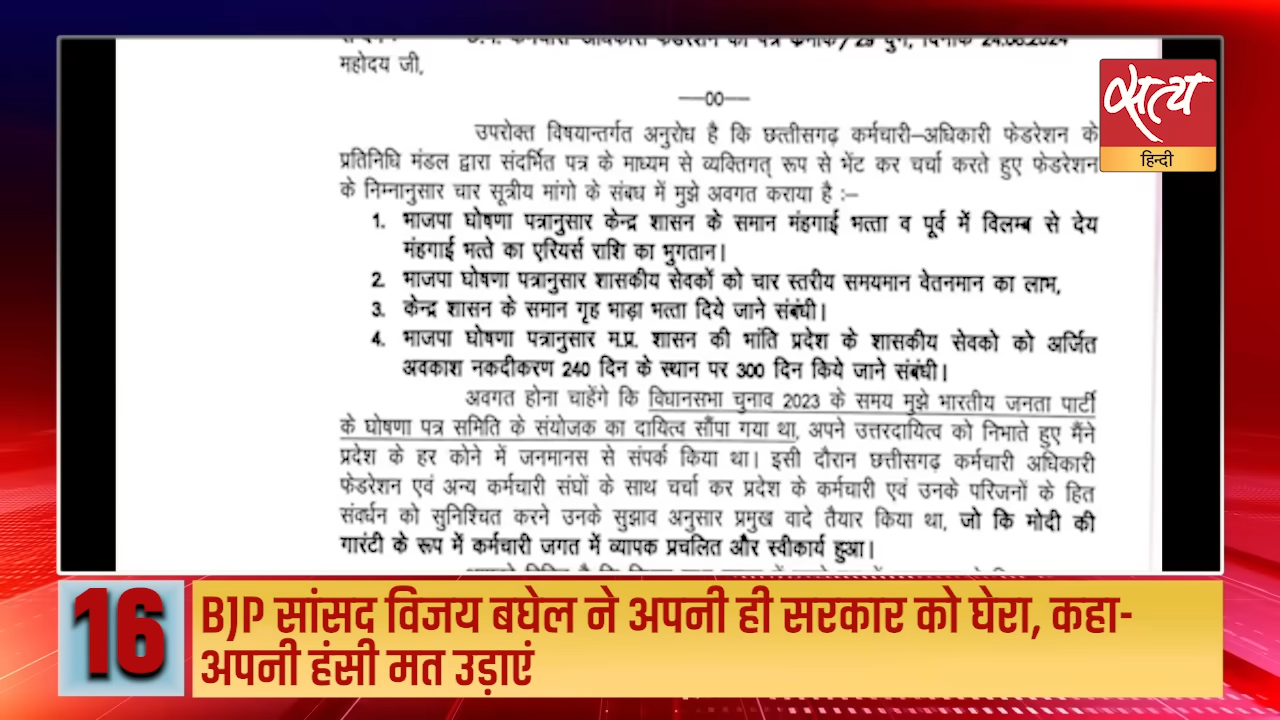 महोदय जी,
—00—
उपरोक्त विषयान्तर्गत अनुरोध है कि छत्तीसगढ़ कर्मचारी–अधिकारी फेडरेशन के
प्रतिनिधि मंडल द्वारा संदर्भित पत्र के माध्यम से व्यक्तिगत् रूप से भेंट कर चर्चा करते हुए फेडरेशन
के निम्नानुसार चार सूत्रीय मांगो के संबध में मुझे अवगत कराया है :–
1. भाजपा घोषणा पत्रानुसार केन्द्र शासन के समान मंहगाई भत्ता व पूर्व में विलम्ब से देय
मंहगाई भत्ते का एरियर्स राशि का भुगतान।
2. भाजपा घोषणा पत्रानुसार शासकीय सेवकों को चार स्तरीय समयमान वेतनमान का लाभ,
3. केन्द्र शासन के समान गृह भाड़ा भत्ता दिये जाने संबंघी।
4. भाजपा घोषणा पत्रानुसार म.प्र. शासन की भांति प्रदेश के शासकीय सेवको को अर्जित
अवकाश नकदीकरण 240 दिन के स्थान पर 300 दिन किये जाने संबंघी।
अवगत होना चाहेंगे कि विधानसभा चुनाव 2023 के समय मुझे भारतीय जनता पार्टी
के घोषणा पत्र समिति के संयोजक का दायित्व सौंपा गया था, अपने उत्तरदायित्व को निभाते हुए मैंने
प्रदेश के हर कोने में जनमानस से संपर्क किया था। इसी दौरान छत्तीसगढ़ कर्मचारी अधिकारी
फेडरेशन एवं अन्य कर्मचारी संघों के साथ चर्चा कर प्रदेश के कर्मचारी एवं उनके परिजनों के हित
संवर्धन को सुनिश्चित करने उनके सुझाव अनुसार प्रमुख वादे तैयार किया था, जो कि मोदी की
गारंटी के रूप में कर्मचारी जगत में व्यापक प्रचलित और स्वीकार्य हुआ।
सत्य
हिन्दी
16
BJP सांसद विजय बघेल ने अपनी ही सरकार को घेरा, कहा-
अपनी हंसी मत उड़ाएं